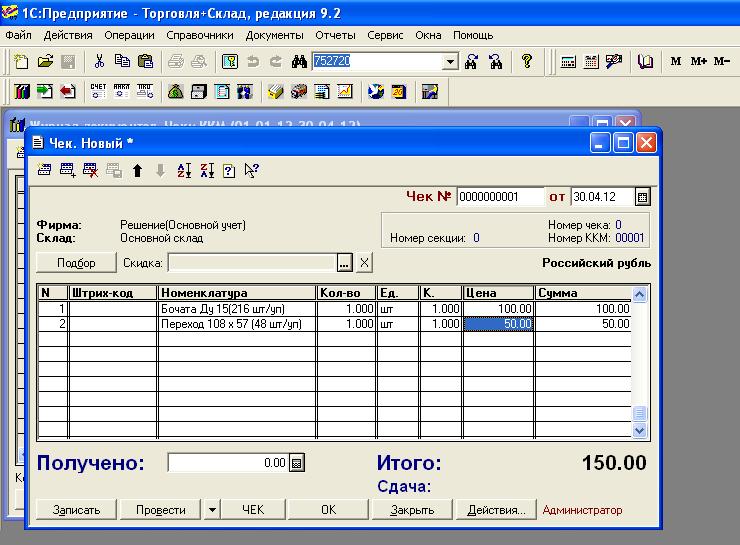 1С:Предприятие - Торговля+Склад, редакция 9.2
Файл Действия Операции Справочники Документы Отчеты Сервис Окна Помощь
752720 M M+ M-
СЧЕТ НАКЛ ПКО
Журнал документов Чеки ККМ (01.01.12-30.04.12)
Чек. Новый *
Чек № 0000000001 от 30.04.12
Фирма: Решение(Основной учет) Номер чека: 0
Склад: Основной склад Номер секции: 0 Номер ККМ: 00001
Подбор Скидка: ... X Российский рубль
N Штрих-код Номенклатура Кол-во Ед. К. Цена Сумма
1 Бочата Ду 15(216 шт/уп) 1.000 шт 1.000 100.00 100.00
2 Переход 108 х 57 (48 шт/уп) 1.000 шт 1.000 50.00 50.00
Получено: 0.00 Итого: 150.00
Сдача:
Записать Провести ЧЕК OK Закрыть Действия... Администратор